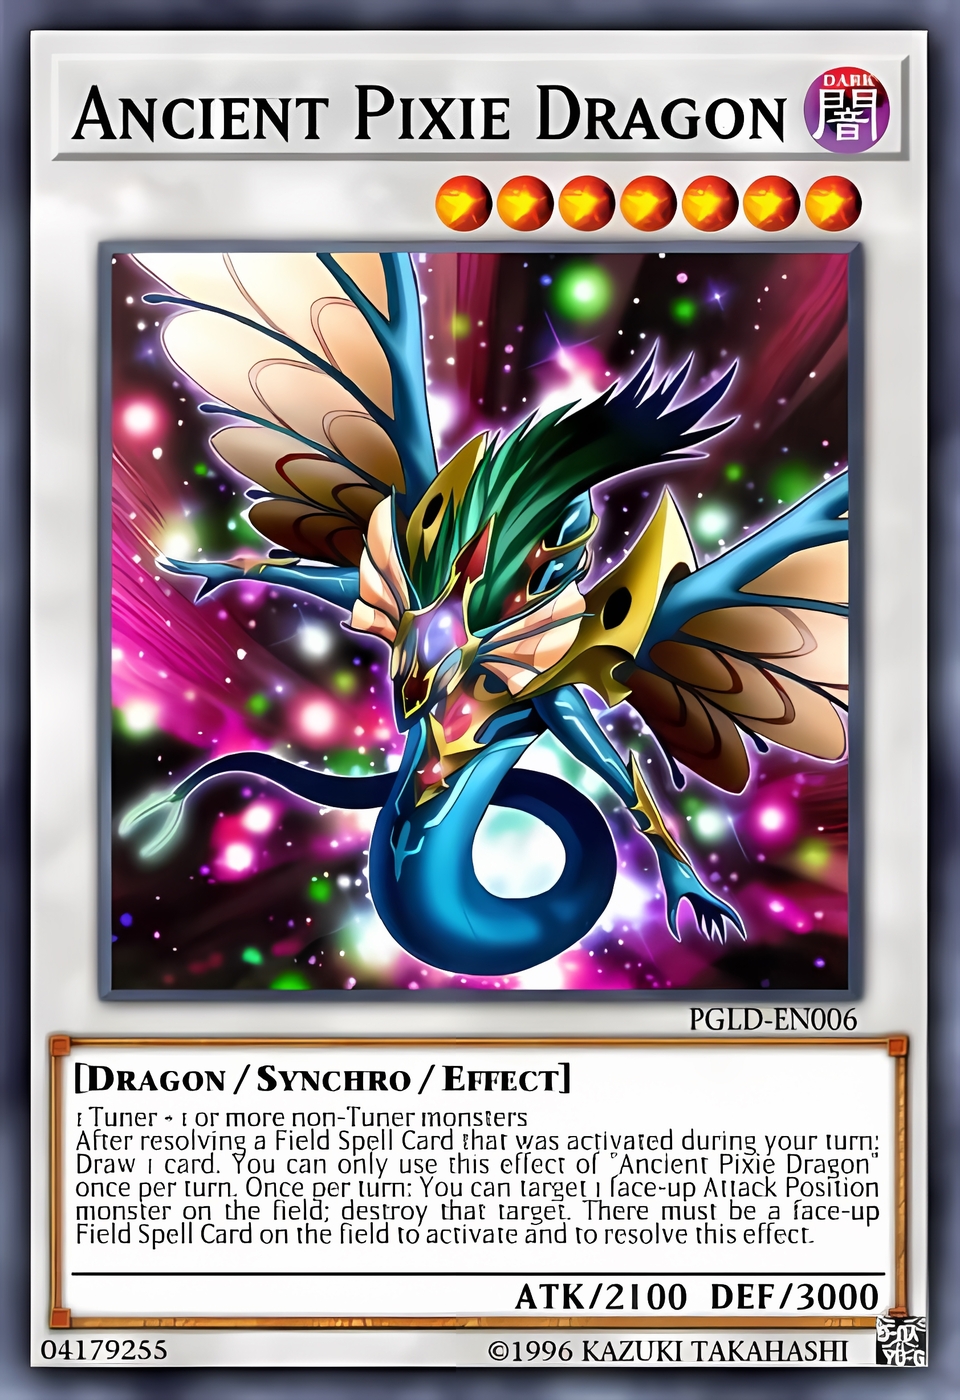 ANCIENT PIXIE DRAGON
DARK
闇
PGLD-EN006
[DRAGON / SYNCHRO / EFFECT]
1 Tuner + 1 or more non-Tuner monsters
After resolving a Field Spell Card that was activated during your turn:
Draw 1 card. You can only use this effect of "Ancient Pixie Dragon"
once per turn. Once per turn: You can target 1 face-up Attack Position
monster on the field; destroy that target. There must be a face-up
Field Spell Card on the field to activate and to resolve this effect.
ATK/2100 DEF/3000
04179255
©1996 KAZUKI TAKAHASHI